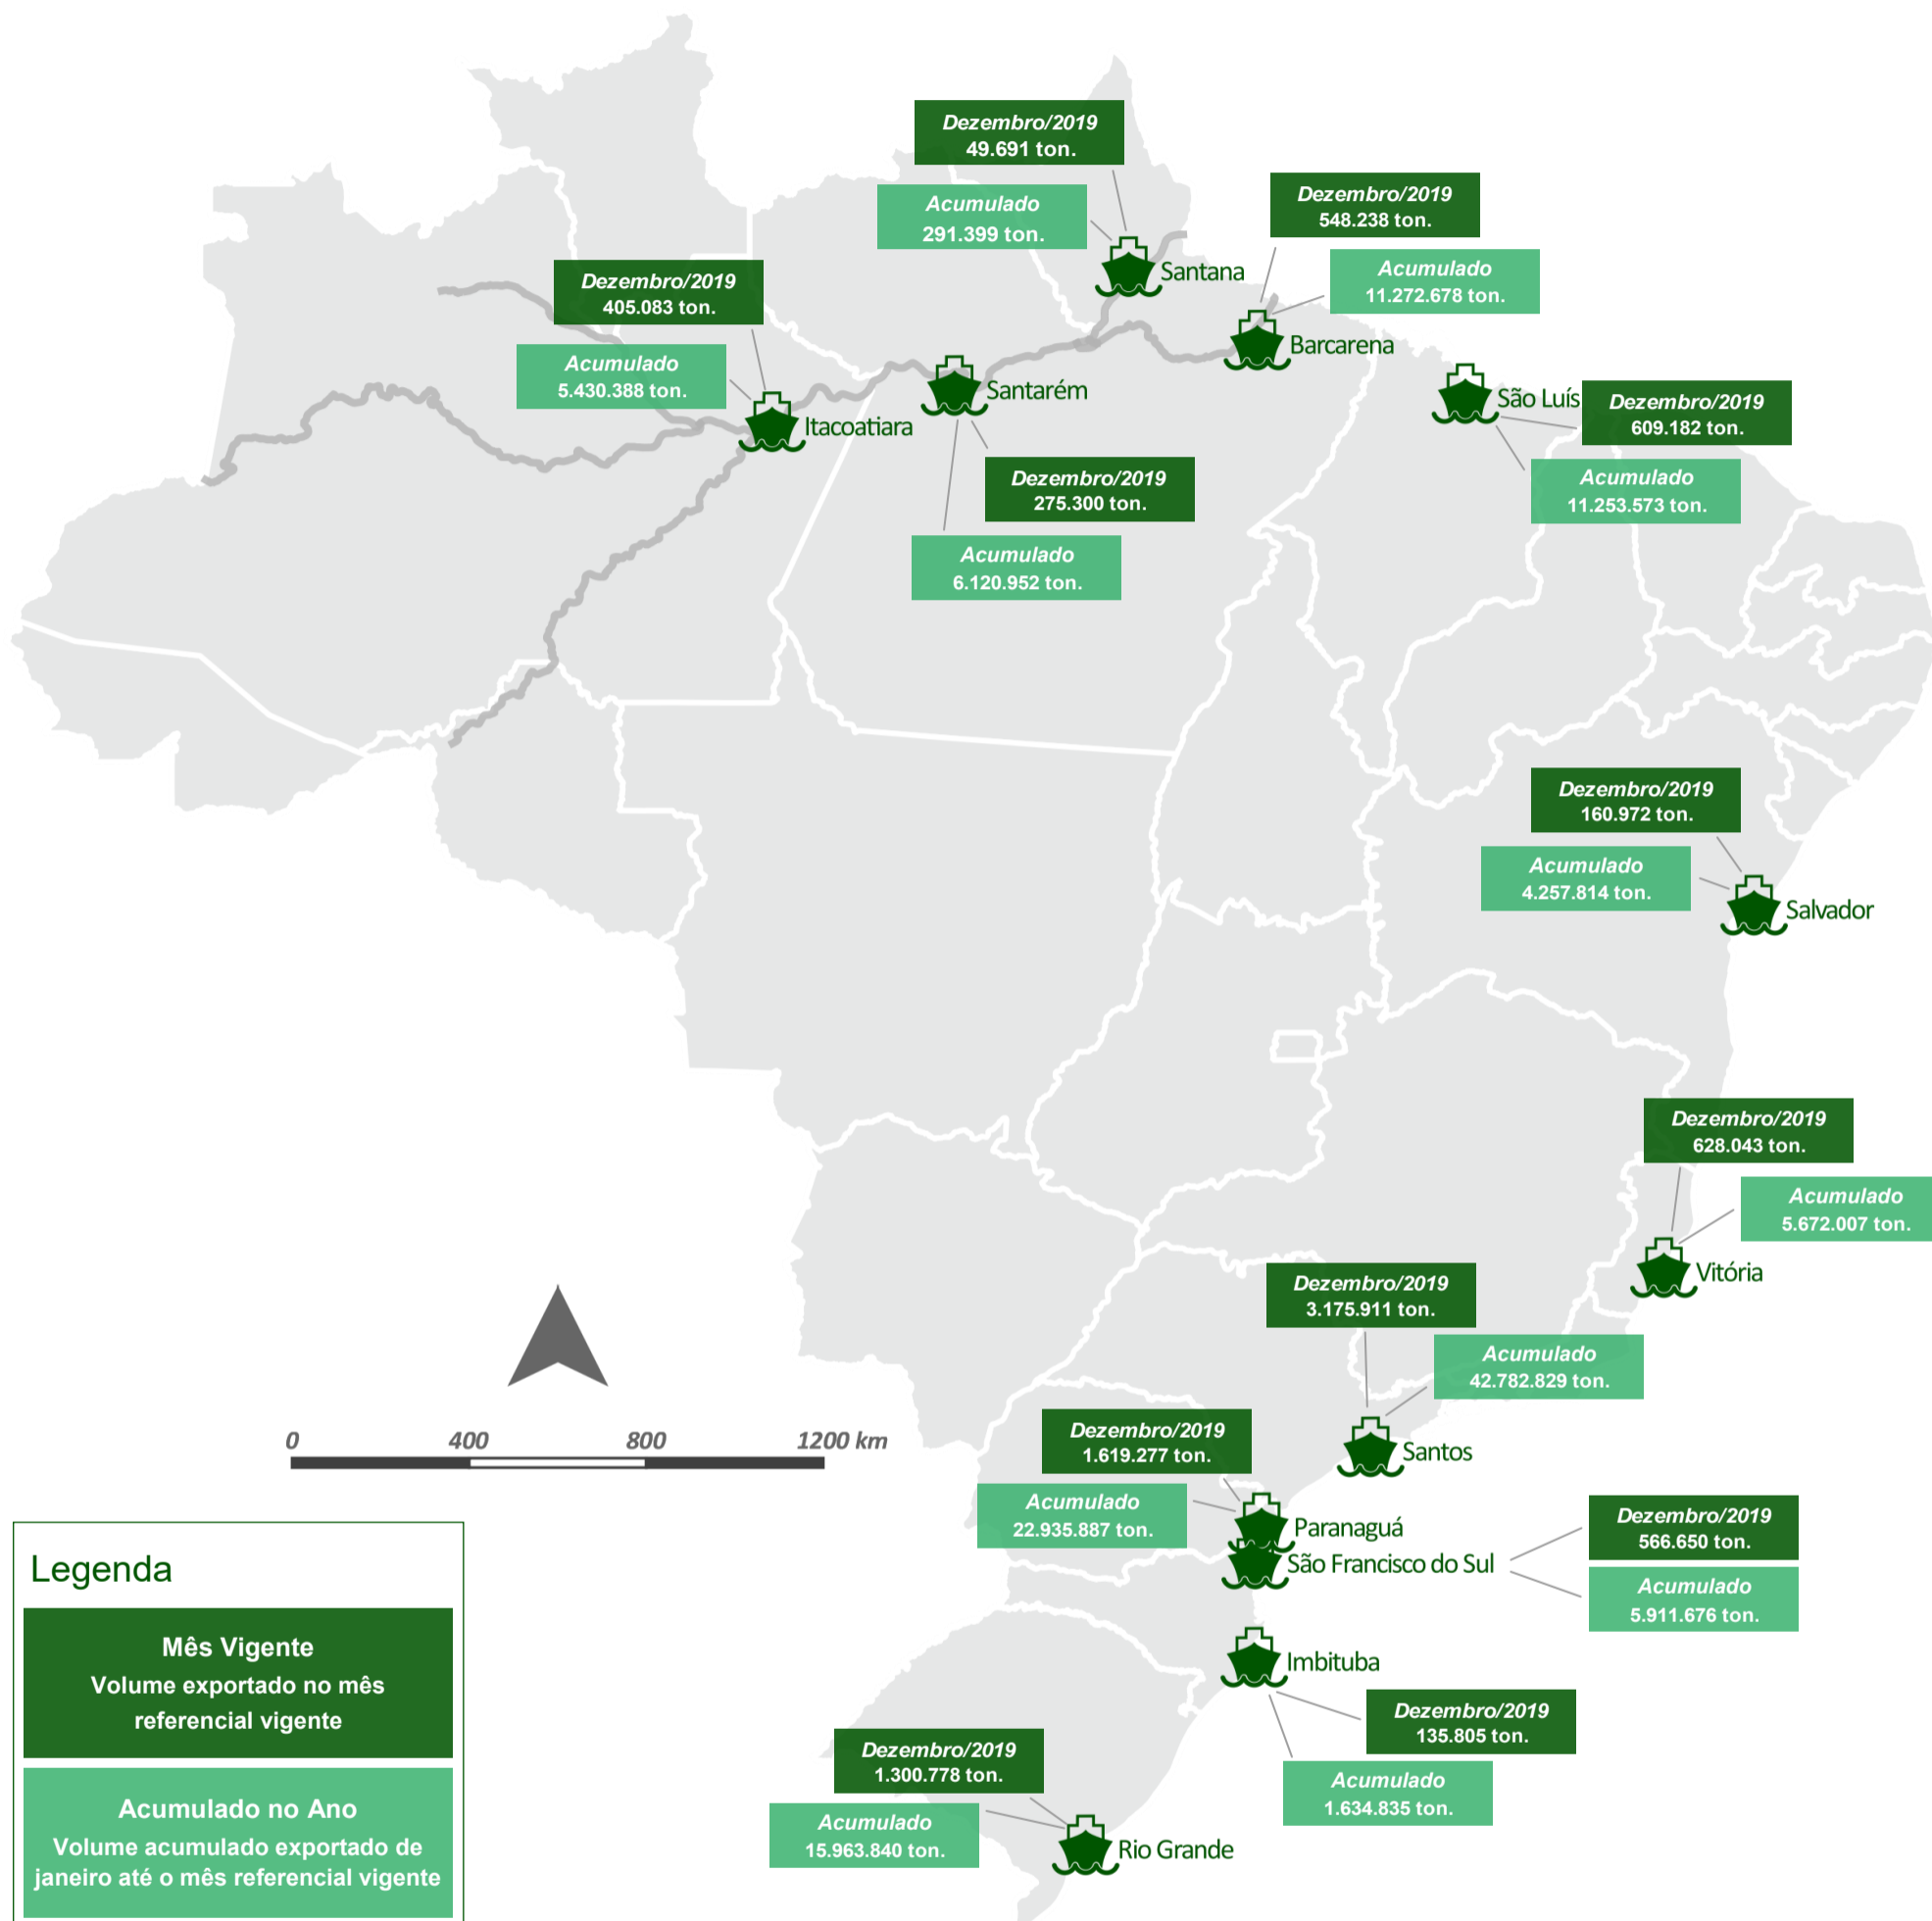 Dezembro/2019
49.691 ton.
Acumulado
291.399 ton.
Santana
Dezembro/2019
548.238 ton.
Acumulado
11.272.678 ton.
Barcarena
Dezembro/2019
405.083 ton.
Acumulado
5.430.388 ton.
Itacoatiara
Santarém
Dezembro/2019
275.300 ton.
Acumulado
6.120.952 ton.
São Luís
Dezembro/2019
609.182 ton.
Acumulado
11.253.573 ton.
Dezembro/2019
160.972 ton.
Acumulado
4.257.814 ton.
Salvador
Dezembro/2019
628.043 ton.
Acumulado
5.672.007 ton.
Vitória
Dezembro/2019
3.175.911 ton.
Acumulado
42.782.829 ton.
Santos
Dezembro/2019
1.619.277 ton.
Acumulado
22.935.887 ton.
Paranaguá
São Francisco do Sul
Dezembro/2019
566.650 ton.
Acumulado
5.911.676 ton.
Imbituba
Dezembro/2019
135.805 ton.
Acumulado
1.634.835 ton.
Dezembro/2019
1.300.778 ton.
Acumulado
15.963.840 ton.
Rio Grande
0 400 800 1200 km
Legenda
Mês Vigente
Volume exportado no mês
referencial vigente
Acumulado no Ano
Volume acumulado exportado de
janeiro até o mês referencial vigente